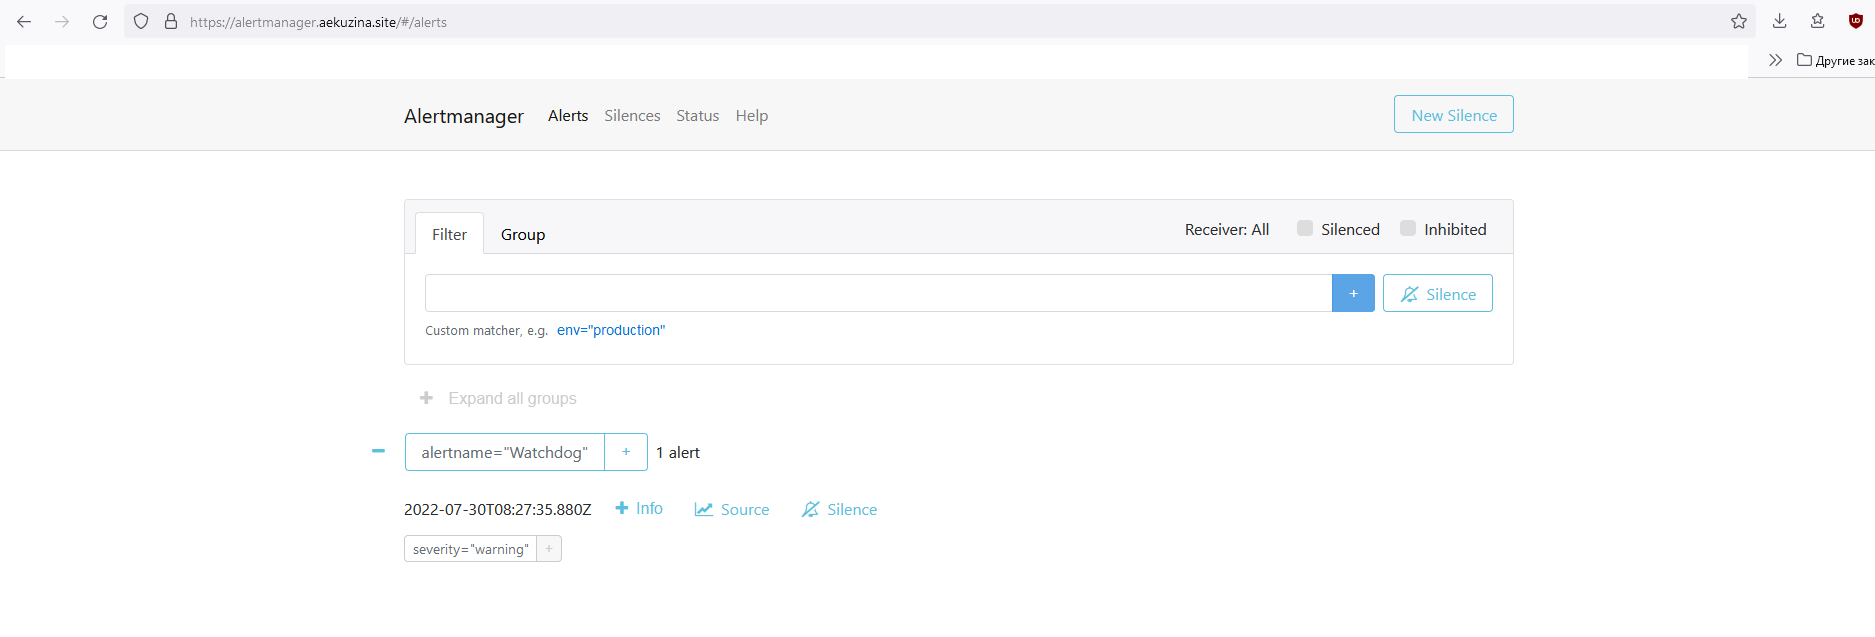 https://alertmanager.aekuzina.site/#/alerts
Другие зак
Alertmanager Alerts Silences Status Help New Silence
Filter Group Receiver: All Silenced Inhibited
+ Silence
Custom matcher, e.g. env="production"
+ Expand all groups
alertname="Watchdog" + 1 alert
2022-07-30T08:27:35.880Z + Info Source Silence
severity="warning" +